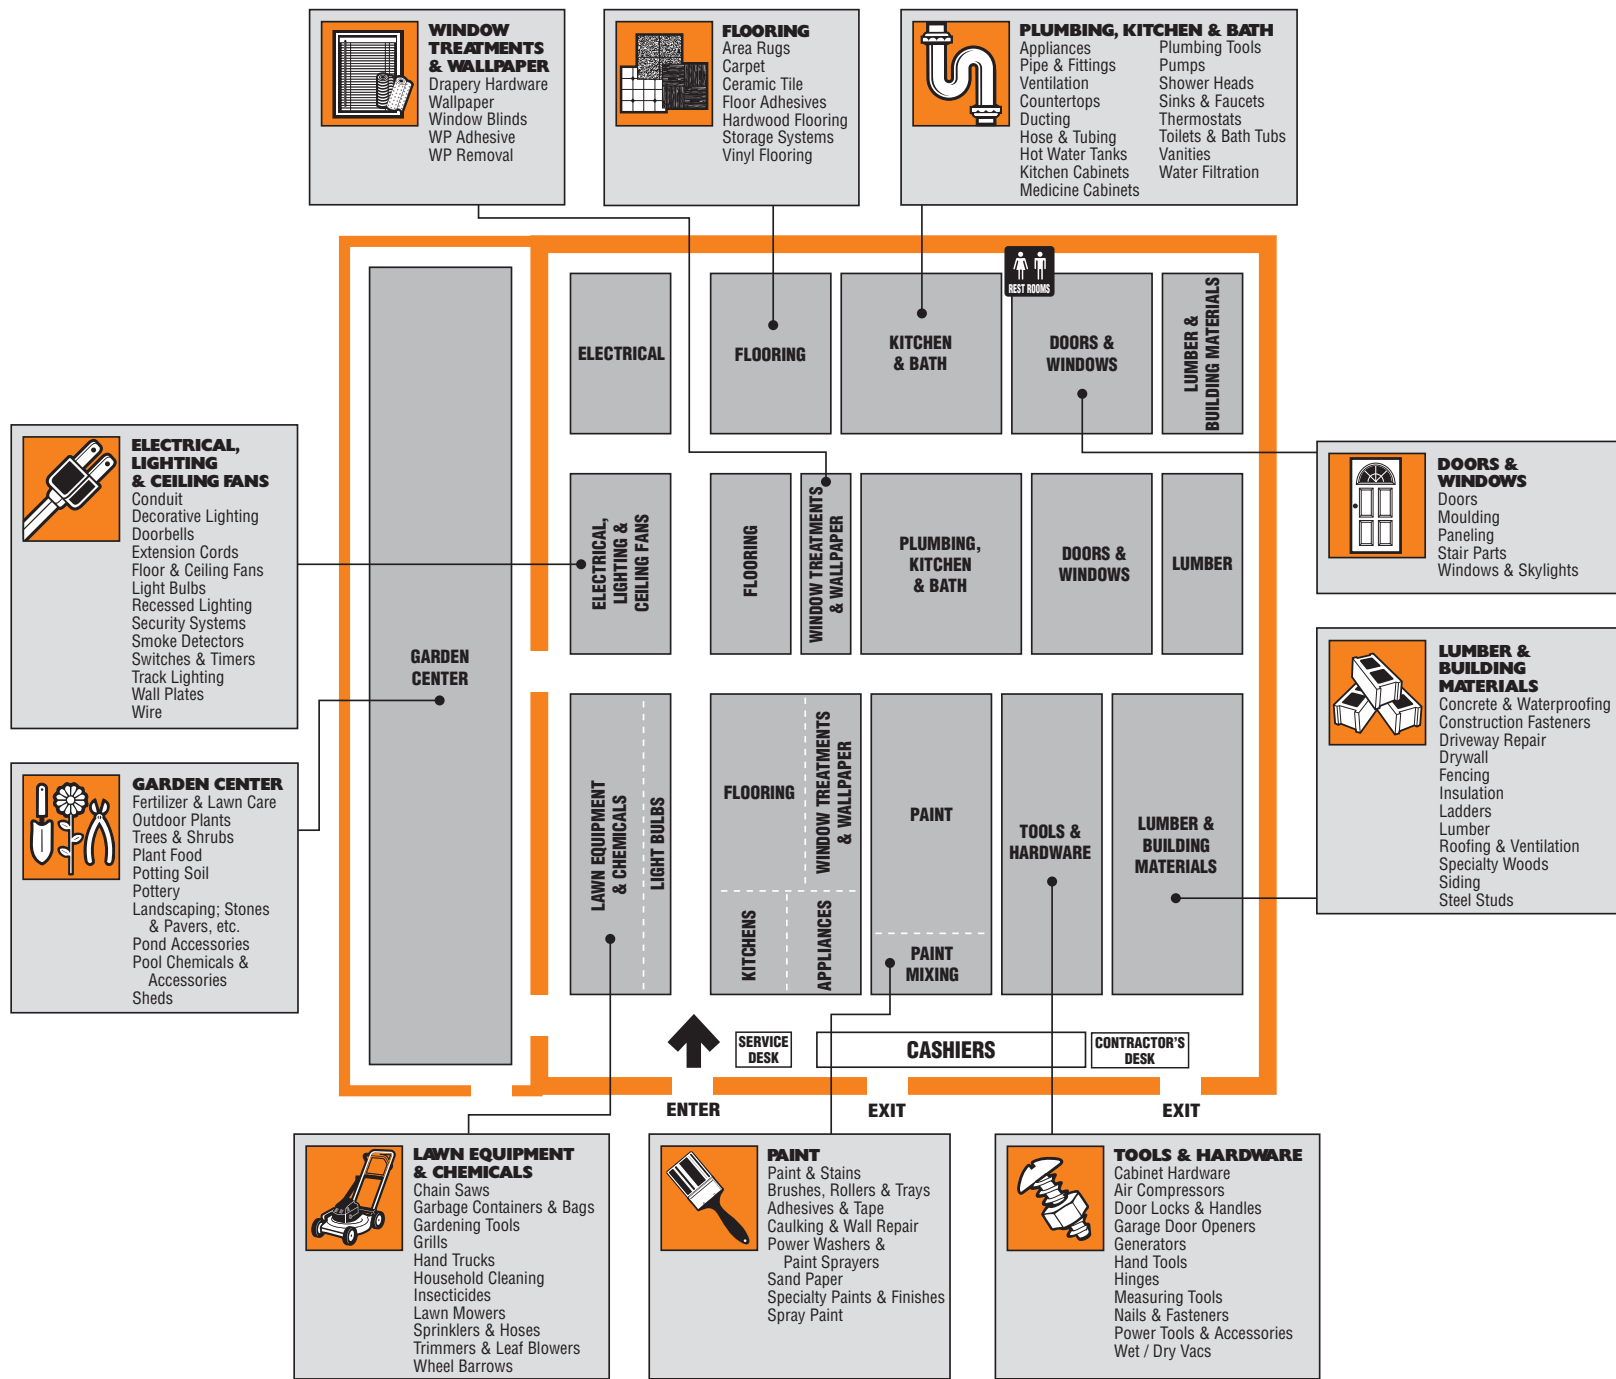 WINDOW
TREATMENTS
& WALLPAPER
Drapery Hardware
Wallpaper
Window Blinds
WP Adhesive
WP Removal
FLOORING
Area Rugs
Carpet
Ceramic Tile
Floor Adhesives
Hardwood Flooring
Storage Systems
Vinyl Flooring
PLUMBING, KITCHEN & BATH
Appliances
Pipe & Fittings
Ventilation
Countertops
Ducting
Hose & Tubing
Hot Water Tanks
Kitchen Cabinets
Medicine Cabinets
Plumbing Tools
Pumps
Shower Heads
Sinks & Faucets
Thermostats
Toilets & Bath Tubs
Vanities
Water Filtration
REST ROOMS
ELECTRICAL
FLOORING
KITCHEN
& BATH
DOORS &
WINDOWS
LUMBER &
BUILDING MATERIALS
ELECTRICAL,
LIGHTING
& CEILING FANS
Conduit
Decorative Lighting
Doorbells
Extension Cords
Floor & Ceiling Fans
Light Bulbs
Recessed Lighting
Security Systems
Smoke Detectors
Switches & Timers
Track Lighting
Wall Plates
Wire
ELECTRICAL,
LIGHTING &
CEILING FANS
FLOORING
WINDOW TREATMENTS
& WALLPAPER
PLUMBING,
KITCHEN
& BATH
DOORS &
WINDOWS
LUMBER
DOORS &
WINDOWS
Doors
Moulding
Paneling
Stair Parts
Windows & Skylights
GARDEN
CENTER
LUMBER &
BUILDING
MATERIALS
Concrete & Waterproofing
Construction Fasteners
Driveway Repair
Drywall
Fencing
Insulation
Ladders
Lumber
Roofing & Ventilation
Specialty Woods
Siding
Steel Studs
GARDEN CENTER
Fertilizer & Lawn Care
Outdoor Plants
Trees & Shrubs
Plant Food
Potting Soil
Pottery
Landscaping; Stones
& Pavers, etc.
Pond Accessories
Pool Chemicals &
Accessories
Sheds
LAWN EQUIPMENT
& CHEMICALS
LIGHT BULBS
FLOORING
WINDOW TREATMENTS
& WALLPAPER
KITCHENS
APPLIANCES
PAINT
PAINT
MIXING
TOOLS &
HARDWARE
LUMBER &
BUILDING
MATERIALS
SERVICE
DESK
CASHIERS
CONTRACTOR'S
DESK
ENTER
EXIT
EXIT
LAWN EQUIPMENT
& CHEMICALS
Chain Saws
Garbage Containers & Bags
Gardening Tools
Grills
Hand Trucks
Household Cleaning
Insecticides
Lawn Mowers
Sprinklers & Hoses
Trimmers & Leaf Blowers
Wheel Barrows
PAINT
Paint & Stains
Brushes, Rollers & Trays
Adhesives & Tape
Caulking & Wall Repair
Power Washers &
Paint Sprayers
Sand Paper
Specialty Paints & Finishes
Spray Paint
TOOLS & HARDWARE
Cabinet Hardware
Air Compressors
Door Locks & Handles
Garage Door Openers
Generators
Hand Tools
Hinges
Measuring Tools
Nails & Fasteners
Power Tools & Accessories
Wet / Dry Vacs